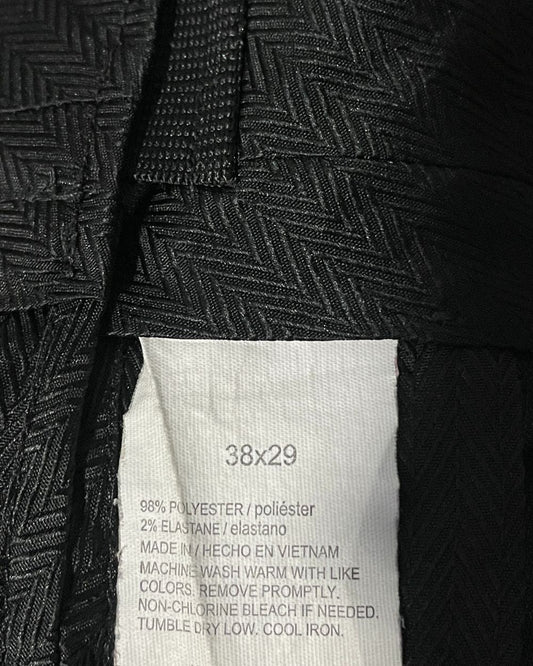 38x29
98% POLYESTER / poliéster
2% ELASTANE / elastano
MADE IN / HECHO EN VIETNAM
MACHINE WASH WARM WITH LIKE
COLORS. REMOVE PROMPTLY.
NON-CHLORINE BLEACH IF NEEDED.
TUMBLE DRY LOW. COOL IRON.